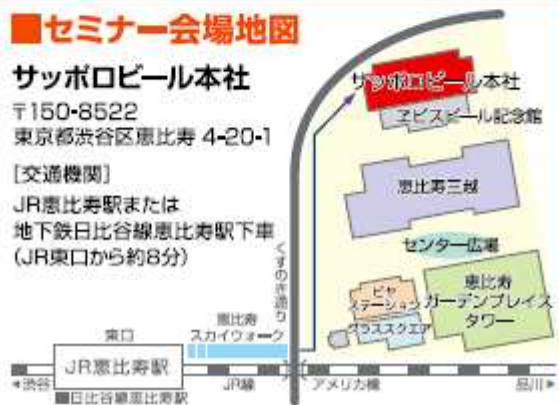 ■セミナー会場地図
サッポロビール本社
〒150-8522
東京都渋谷区恵比寿 4-20-1
[交通機関]
JR恵比寿駅または
地下鉄日比谷線恵比寿駅下車
(JR東口から約8分)
サッポロビール本社
ヱビスビール記念館
恵比寿三越
センター広場
恵比寿
ガーデンプレイス
タワー
ビヤ
ステーション
グラススクエア
くすのき通り
恵比寿
スカイウォーク
東口
JR恵比寿駅
◀渋谷
JR線
アメリカ橋
品川▶
■日比谷線恵比寿駅